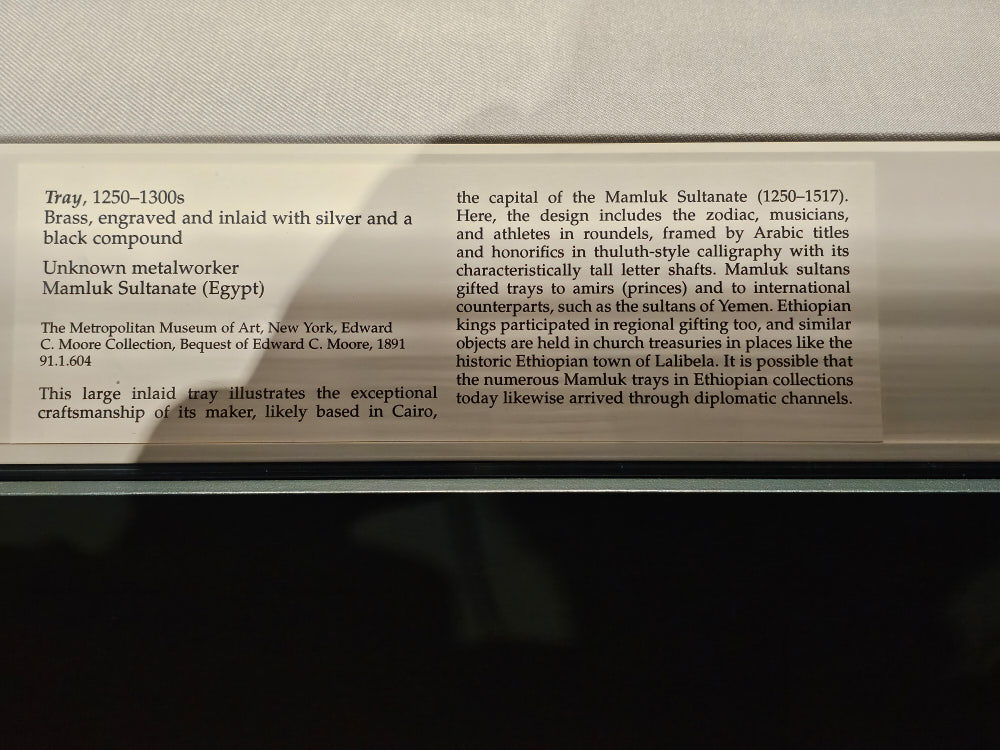 Tray, 1250–1300s
Brass, engraved and inlaid with silver and a
black compound
Unknown metalworker
Mamluk Sultanate (Egypt)
The Metropolitan Museum of Art, New York, Edward
C. Moore Collection, Bequest of Edward C. Moore, 1891
91.1.604
This large inlaid tray illustrates the exceptional
craftsmanship of its maker, likely based in Cairo,
the capital of the Mamluk Sultanate (1250–1517).
Here, the design includes the zodiac, musicians,
and athletes in roundels, framed by Arabic titles
and honorifics in thuluth-style calligraphy with its
characteristically tall letter shafts. Mamluk sultans
gifted trays to amirs (princes) and to international
counterparts, such as the sultans of Yemen. Ethiopian
kings participated in regional gifting too, and similar
objects are held in church treasuries in places like the
historic Ethiopian town of Lalibela. It is possible that
the numerous Mamluk trays in Ethiopian collections
today likewise arrived through diplomatic channels.